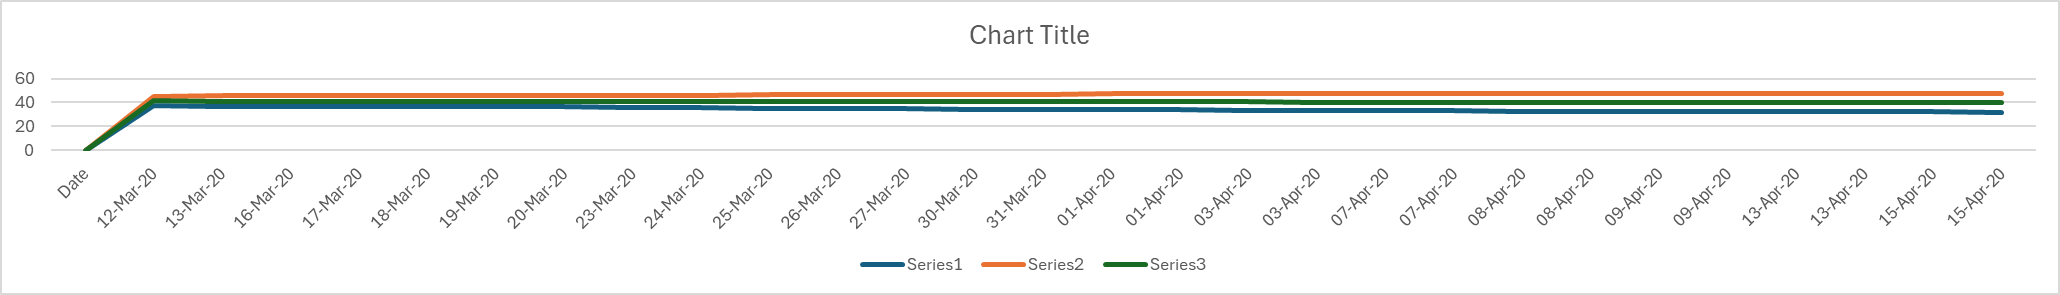 Chart Title
60
40
20
0
Date
12-Mar-20
13-Mar-20
16-Mar-20
17-Mar-20
18-Mar-20
19-Mar-20
20-Mar-20
23-Mar-20
24-Mar-20
25-Mar-20
26-Mar-20
27-Mar-20
30-Mar-20
31-Mar-20
01-Apr-20
01-Apr-20
03-Apr-20
03-Apr-20
07-Apr-20
07-Apr-20
08-Apr-20
08-Apr-20
09-Apr-20
09-Apr-20
13-Apr-20
13-Apr-20
15-Apr-20
15-Apr-20
Series1 Series2 Series3